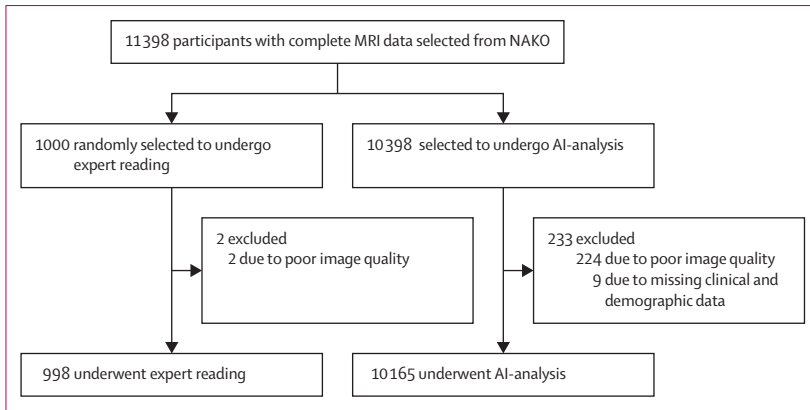 11398 participants with complete MRI data selected from NAKO
1000 randomly selected to undergo
expert reading
10398 selected to undergo AI-analysis
2 excluded
2 due to poor image quality
233 excluded
224 due to poor image quality
9 due to missing clinical and
demographic data
998 underwent expert reading
10165 underwent AI-analysis